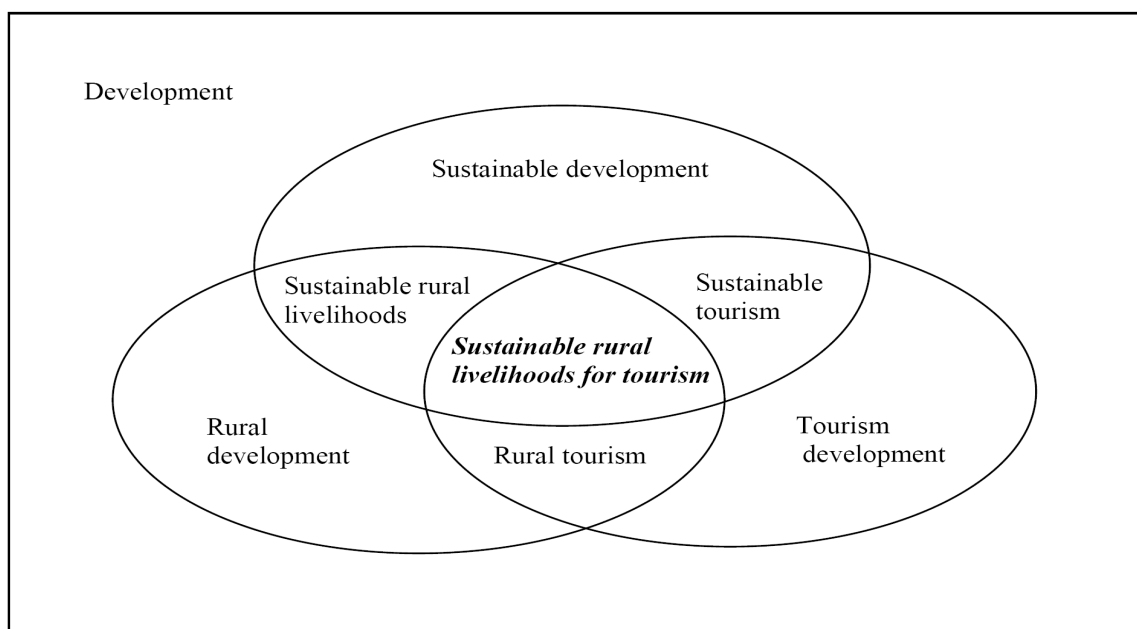 Development
Sustainable development
Sustainable rural
livelihoods
Sustainable
tourism
Sustainable rural
livelihoods for tourism
Rural
development
Rural tourism
Tourism
development